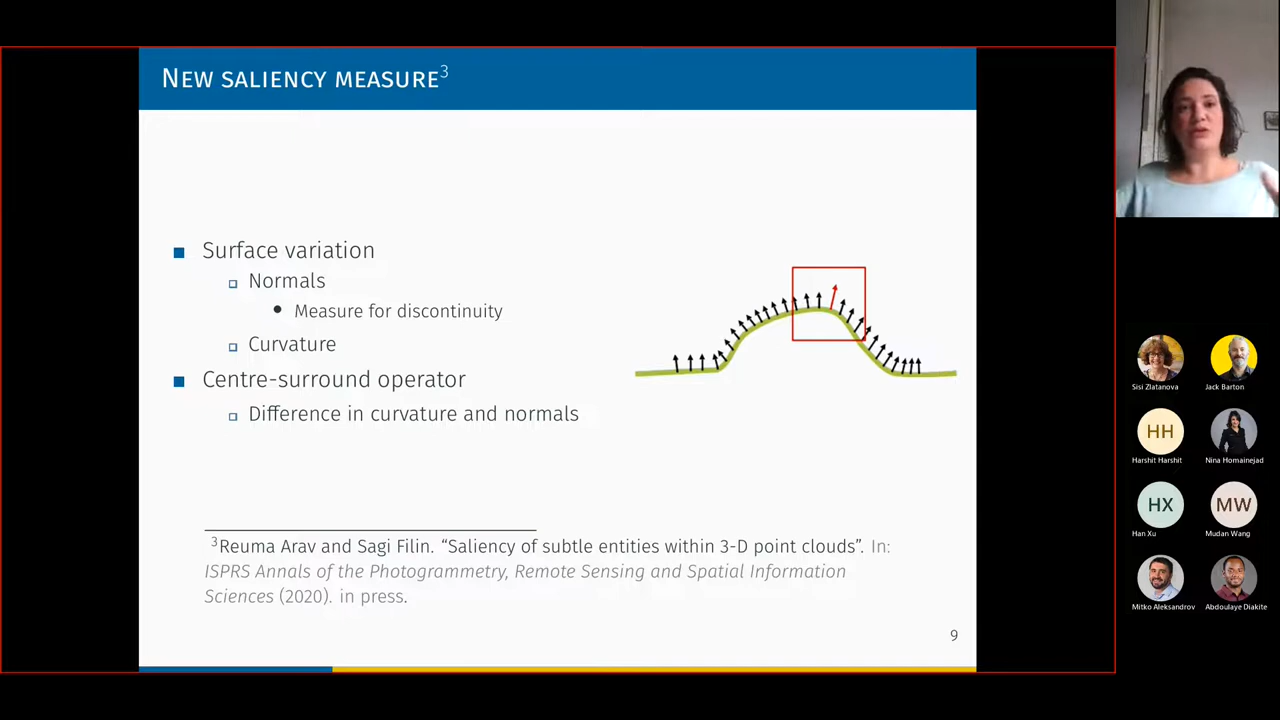 New saliency measure3
Surface variation
Normals
Measure for discontinuity
Curvature
Centre-surround operator
Difference in curvature and normals
3Reuma Arav and Sagi Filin. “Saliency of subtle entities within 3-D point clouds”. In:
ISPRS Annals of the Photogrammetry, Remote Sensing and Spatial Information
Sciences (2020). in press.
9
Sisi Zlatanova
Jack Barton
HH
Harshit Harshit
Nina Homainejad
HX
MW
Han Xu
Mudan Wang
Mitko Aleksandrov
Abdoulaye Diakite